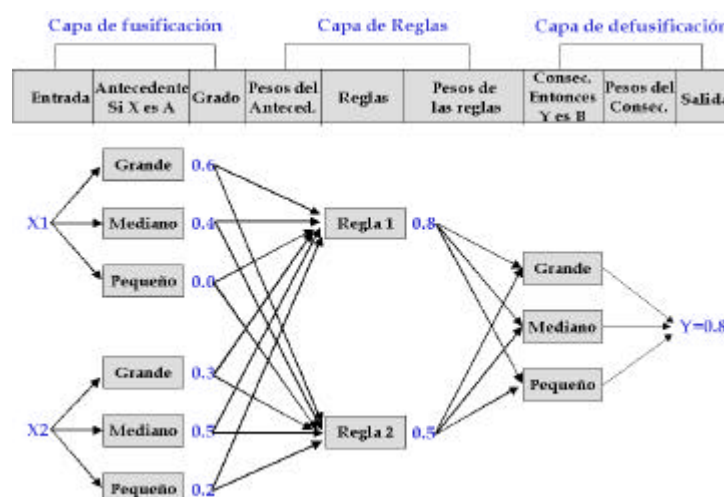 Capa de fusificación Capa de Reglas Capa de defusificación
Entrada Antecedente Si X es A Grado Pesos del Anteced. Reglas Pesos de las reglas Consec. Entonces Y es B Pesos del Consec. Salida
Grande 0.6
X1 Mediano 0.4 Regla 1 0.8
Pequeño 0.0
Grande
Mediano Y=0.8
Pequeño
Grande 0.3
X2 Mediano 0.5 Regla 2 0.5
Pequeño 0.2